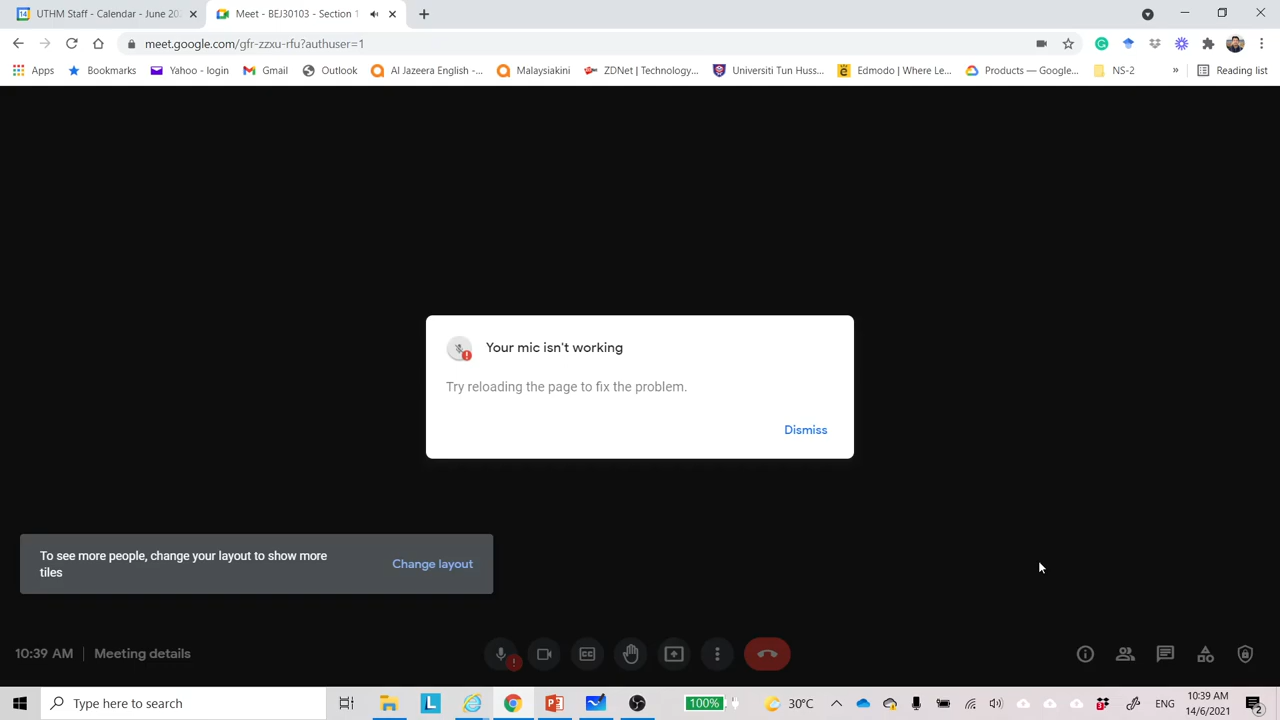 UTHM Staff - Calendar - June 20
Meet - BEJ30103 - Section 1
meet.google.com/gfr-zzxu-rfu?authuser=1
Apps
Bookmarks
Yahoo - login
Gmail
Outlook
Al Jazeera English -...
Malaysiakini
ZDNet | Technology...
Universiti Tun Huss...
Edmodo | Where Le...
Products — Google...
NS-2
»
Reading list
Your mic isn't working
Try reloading the page to fix the problem.
Dismiss
To see more people, change your layout to show more
tiles
Change layout
10:39 AM | Meeting details
CC
Type here to search
100%
30°C
ENG
10:39 AM
14/6/2021
2